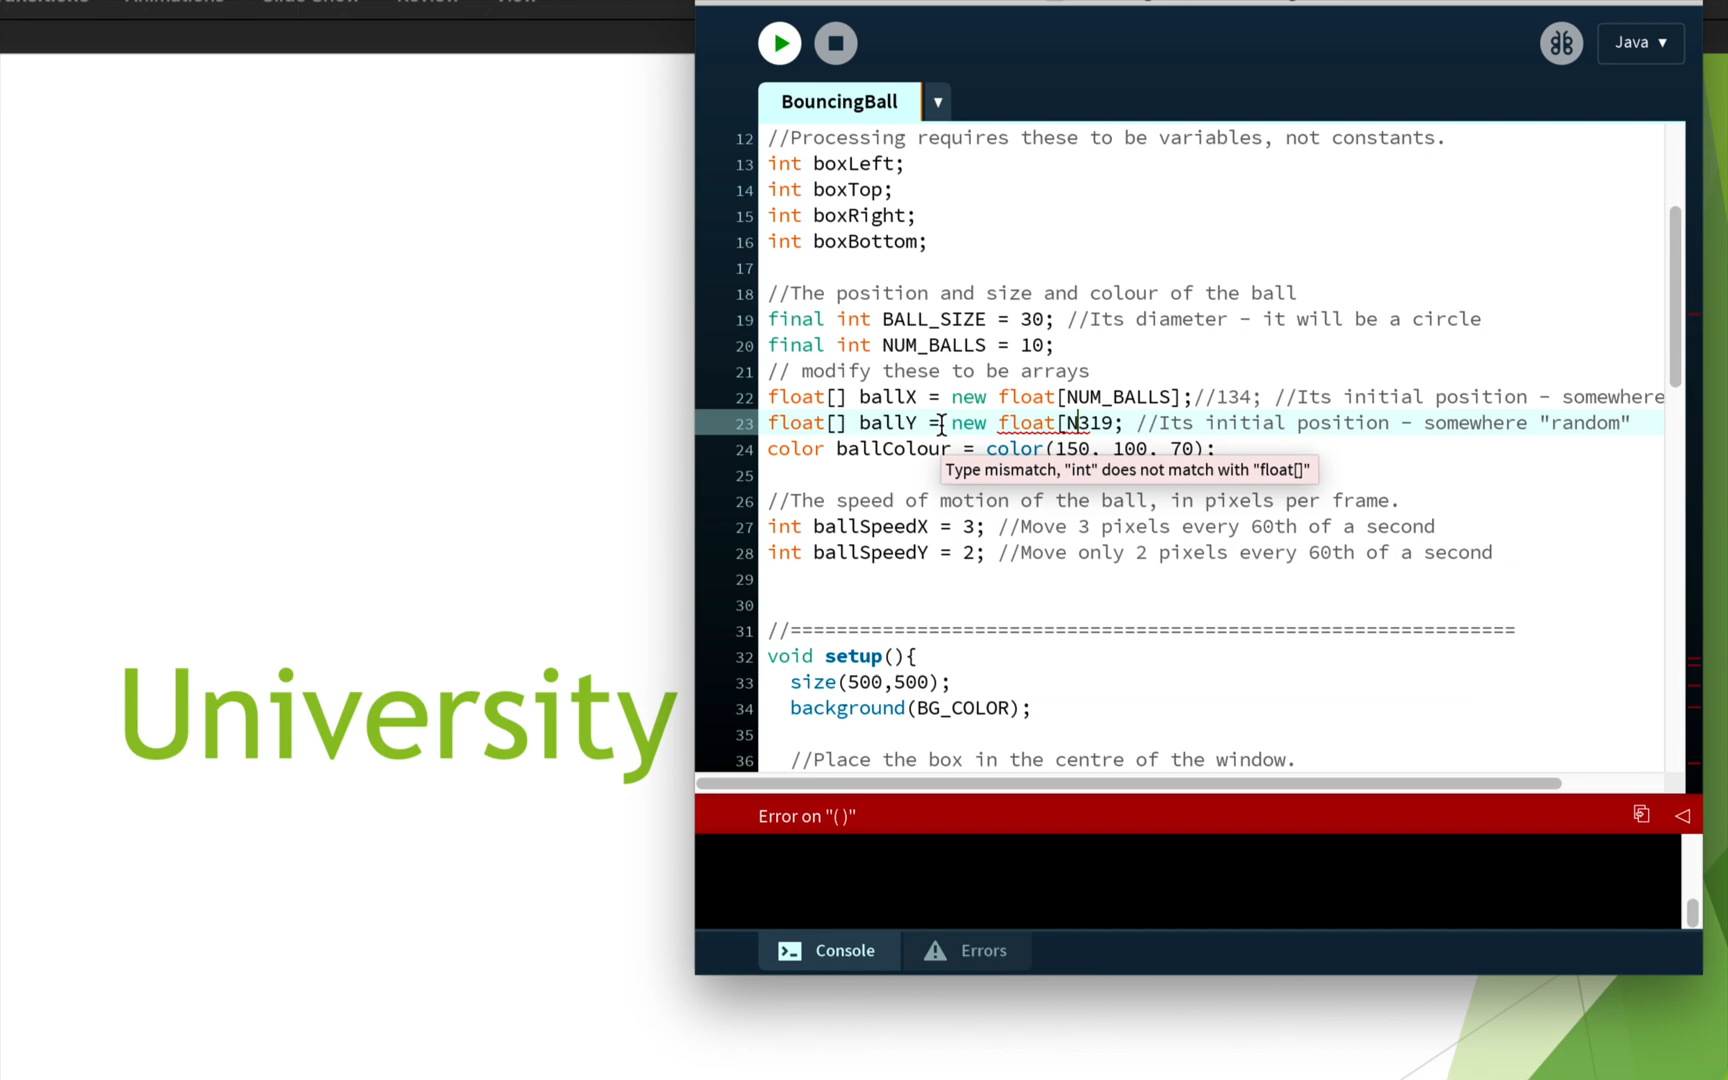 Animations
Java ▼
BouncingBall
▼
12 //Processing requires these to be variables, not constants.
13 int boxLeft;
14 int boxTop;
15 int boxRight;
16 int boxBottom;
17
18 //The position and size and colour of the ball
19 final int BALL_SIZE = 30; //Its diameter - it will be a circle
20 final int NUM_BALLS = 10;
21 // modify these to be arrays
22 float[] ballX = new float[NUM_BALLS];//134; //Its initial position - somewhere
23 float[] ballY = new float[N319; //Its initial position - somewhere "random"
24 color ballColour = color(150, 100, 70);
Type mismatch, "int" does not match with "float[]"
25
26 //The speed of motion of the ball, in pixels per frame.
27 int ballSpeedX = 3; //Move 3 pixels every 60th of a second
28 int ballSpeedY = 2; //Move only 2 pixels every 60th of a second
29
30
31 //===============================================================
32 void setup(){
33 size(500,500);
34 background(BG_COLOR);
35
36 //Place the box in the centre of the window.
University
Error on "( )"
Console
Errors